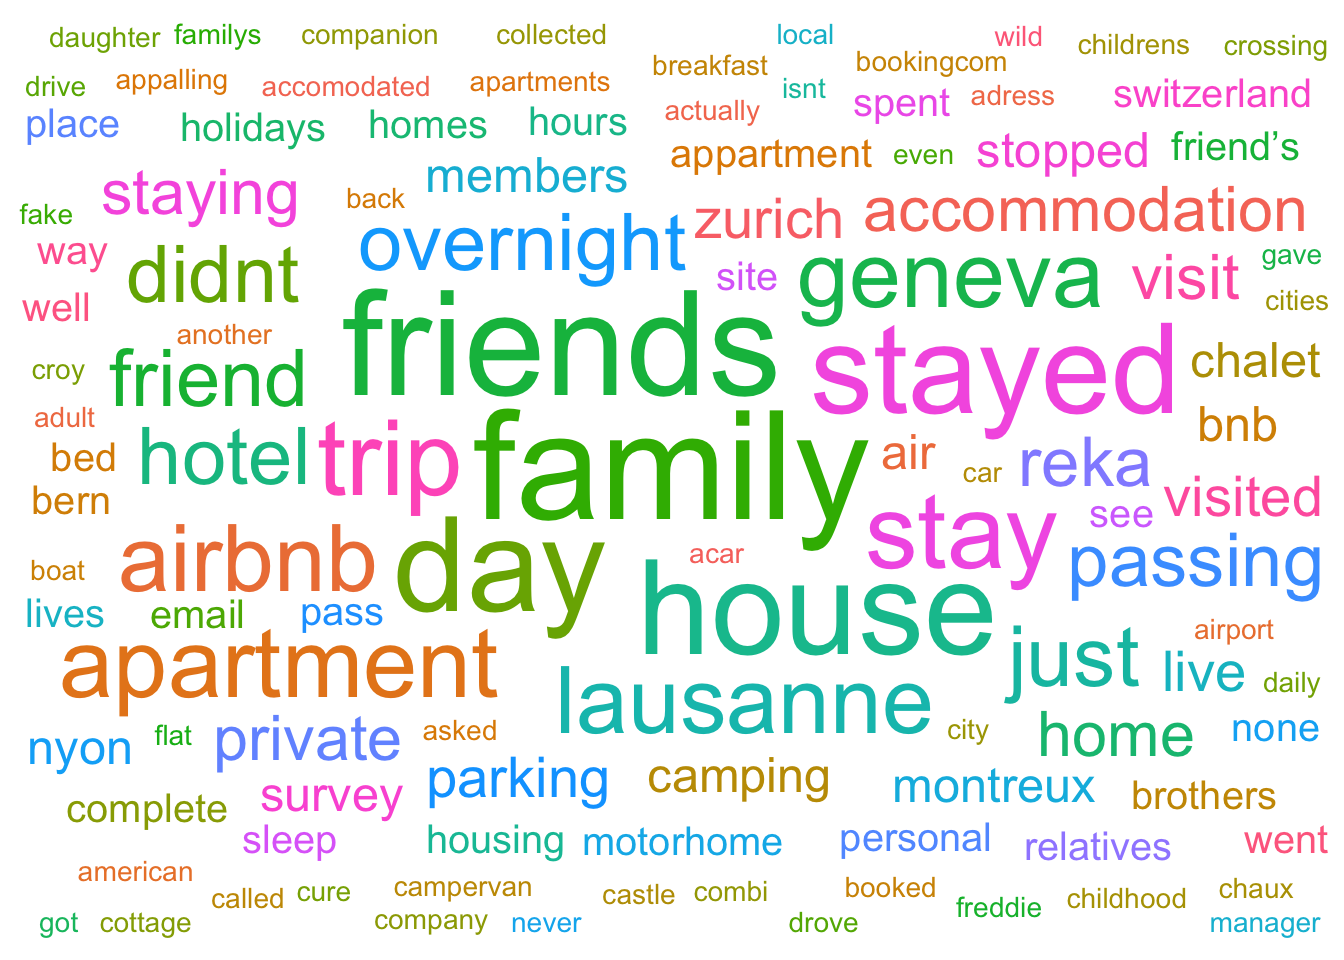 daughter familys companion collected local wild childrens crossing
drive appalling accomodated apartments breakfast bookingcom
actually isnt spent adress switzerland
place holidays homes hours
appartment even stopped friend’s
staying back members
fake zurich accommodation
way didnt overnight site geneva visit gave
well another friends cities
croy friend stayed chalet
adult bnb
bed hotel trip family air car reka
bern see visited
airbnb day acar stay passing
boat house
lives email pass
apartment lausanne just live airport daily
nyon flat private asked city home none
complete survey parking camping montreux brothers
sleep housing motorhome personal relatives went
american called cure campervan castle combi booked freddie childhood chaux
got cottage company never drove manager